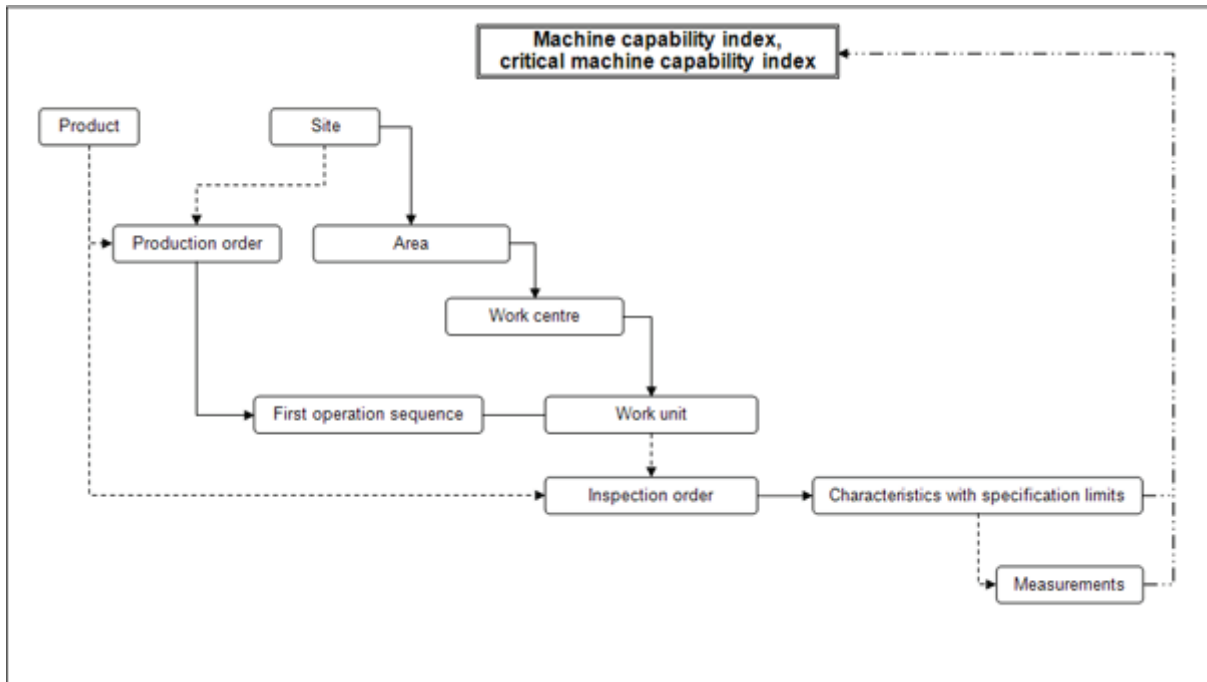 Machine capability index,
critical machine capability index
Product
Site
Production order
Area
Work centre
First operation sequence
Work unit
Inspection order
Characteristics with specification limits
Measurements